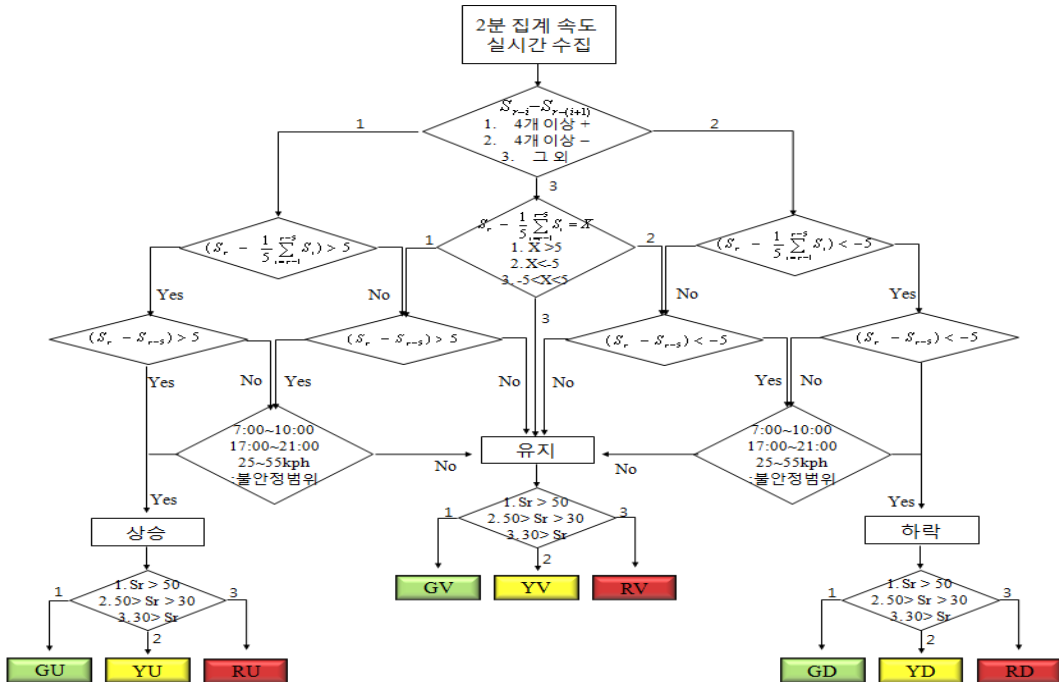 2분 집계 속도
실시간 수집
S_{r-i}-S_{r-(i+1)}
1. 4개 이상 +
2. 4개 이상 -
3. 그 외
1
2
3
(S_r - 1/5 ∑_{i=r-1}^{r-5} S_i) > 5
S_r - 1/5 ∑_{i=r-1}^{r-5} S_i = X
1. X >5
2. X<-5
3. -5<X<5
(S_r - 1/5 ∑_{i=r-1}^{r-5} S_i) < -5
1
2
3
Yes
No
No
Yes
(S_r - S_{r-5}) > 5
(S_r - S_{r-5}) > 5
(S_r - S_{r-5}) < -5
(S_r - S_{r-5}) < -5
Yes
No
Yes
No
No
Yes
No
Yes
7:00~10:00
17:00~21:00
25~55kph
:불안정범위
No
유지
No
7:00~10:00
17:00~21:00
25~55kph
:불안정범위
Yes
Yes
1. Sr > 50
2. 50> Sr > 30
3. 30> Sr
1
2
3
GV
YV
RV
상승
하락
1. Sr > 50
2. 50> Sr > 30
3. 30> Sr
1
2
3
1. Sr > 50
2. 50> Sr > 30
3. 30> Sr
1
2
3
GU
YU
RU
GD
YD
RD